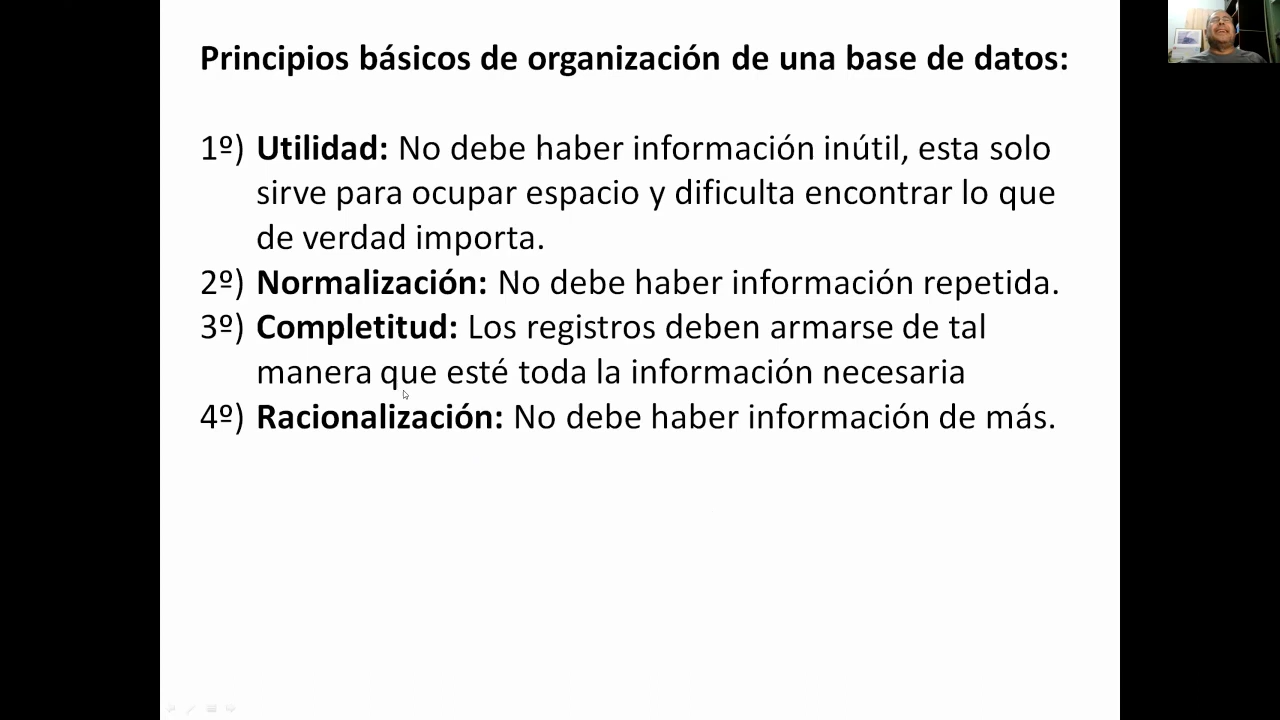 Principios básicos de organización de una base de datos:
1º) Utilidad: No debe haber información inútil, esta solo
sirve para ocupar espacio y dificulta encontrar lo que
de verdad importa.
2º) Normalización: No debe haber información repetida.
3º) Completitud: Los registros deben armarse de tal
manera que esté toda la información necesaria
4º) Racionalización: No debe haber información de más.